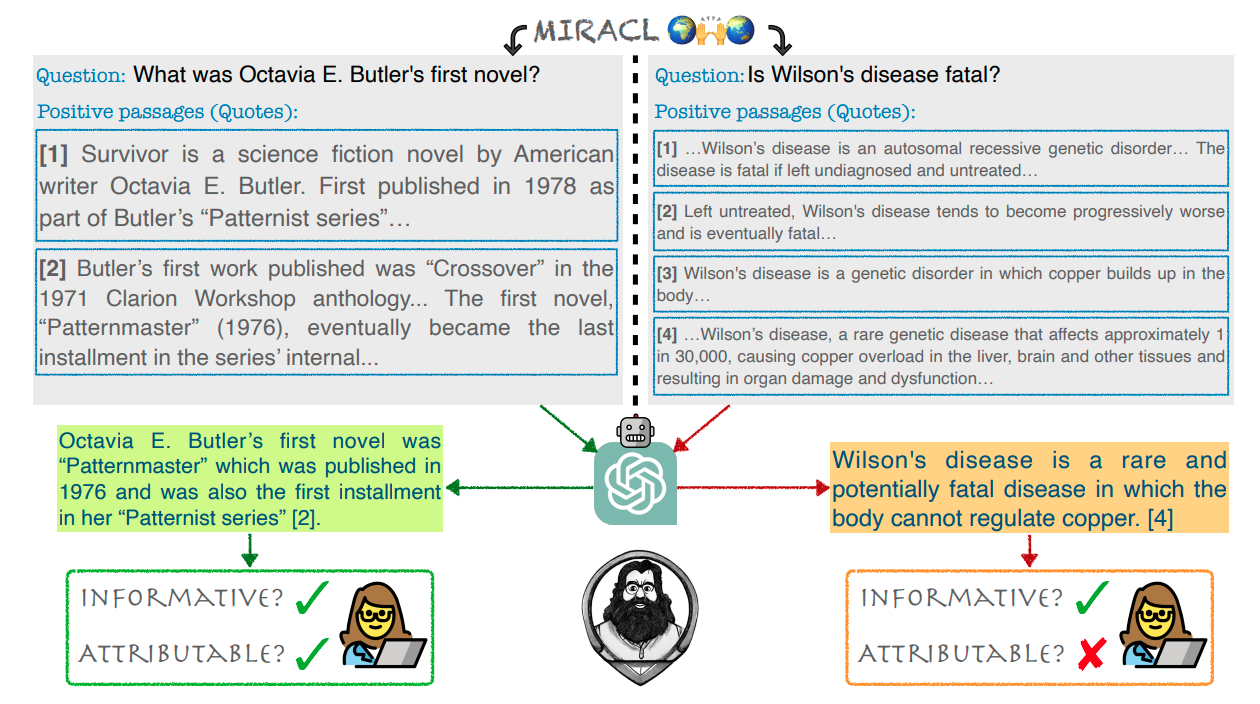 MIRACL
Question: What was Octavia E. Butler's first novel?
Positive passages (Quotes):
[1] Survivor is a science fiction novel by American
writer Octavia E. Butler. First published in 1978 as
part of Butler's “Patternist series”…
[2] Butler's first work published was “Crossover” in the
1971 Clarion Workshop anthology... The first novel,
“Patternmaster” (1976), eventually became the last
installment in the series' internal...
Question: Is Wilson's disease fatal?
Positive passages (Quotes):
[1] …Wilson's disease is an autosomal recessive genetic disorder… The
disease is fatal if left undiagnosed and untreated…
[2] Left untreated, Wilson's disease tends to become progressively worse
and is eventually fatal…
[3] Wilson's disease is a genetic disorder in which copper builds up in the
body…
[4] …Wilson's disease, a rare genetic disease that affects approximately 1
in 30,000, causing copper overload in the liver, brain and other tissues and
resulting in organ damage and dysfunction…
Octavia E. Butler's first novel was
“Patternmaster” which was published in
1976 and was also the first installment
in her “Patternist series” [2].
Wilson's disease is a rare and
potentially fatal disease in which the
body cannot regulate copper. [4]
INFORMATIVE?
ATTRIBUTABLE?
INFORMATIVE?
ATTRIBUTABLE?